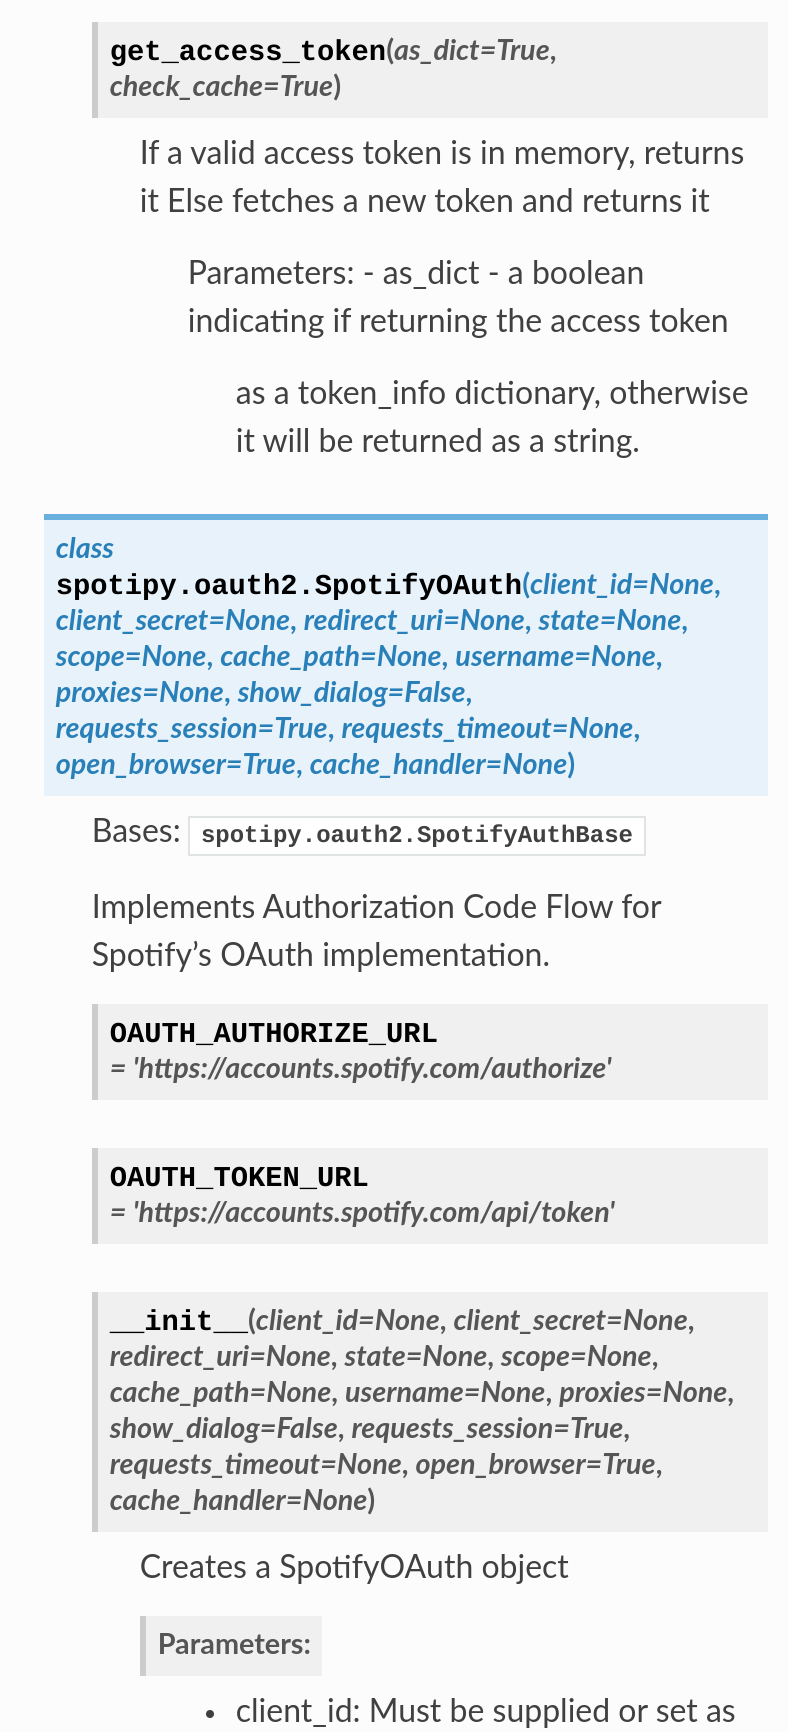 get_access_token(as_dict=True,
check_cache=True)
If a valid access token is in memory, returns
it Else fetches a new token and returns it
Parameters: - as_dict - a boolean
indicating if returning the access token
as a token_info dictionary, otherwise
it will be returned as a string.
class
spotipy.oauth2.SpotifyOAuth(client_id=None,
client_secret=None, redirect_uri=None, state=None,
scope=None, cache_path=None, username=None,
proxies=None, show_dialog=False,
requests_session=True, requests_timeout=None,
open_browser=True, cache_handler=None)
Bases: spotipy.oauth2.SpotifyAuthBase
Implements Authorization Code Flow for
Spotify’s OAuth implementation.
OAUTH_AUTHORIZE_URL
= 'https://accounts.spotify.com/authorize'
OAUTH_TOKEN_URL
= 'https://accounts.spotify.com/api/token'
__init__(client_id=None, client_secret=None,
redirect_uri=None, state=None, scope=None,
cache_path=None, username=None, proxies=None,
show_dialog=False, requests_session=True,
requests_timeout=None, open_browser=True,
cache_handler=None)
Creates a SpotifyOAuth object
Parameters:
• client_id: Must be supplied or set as